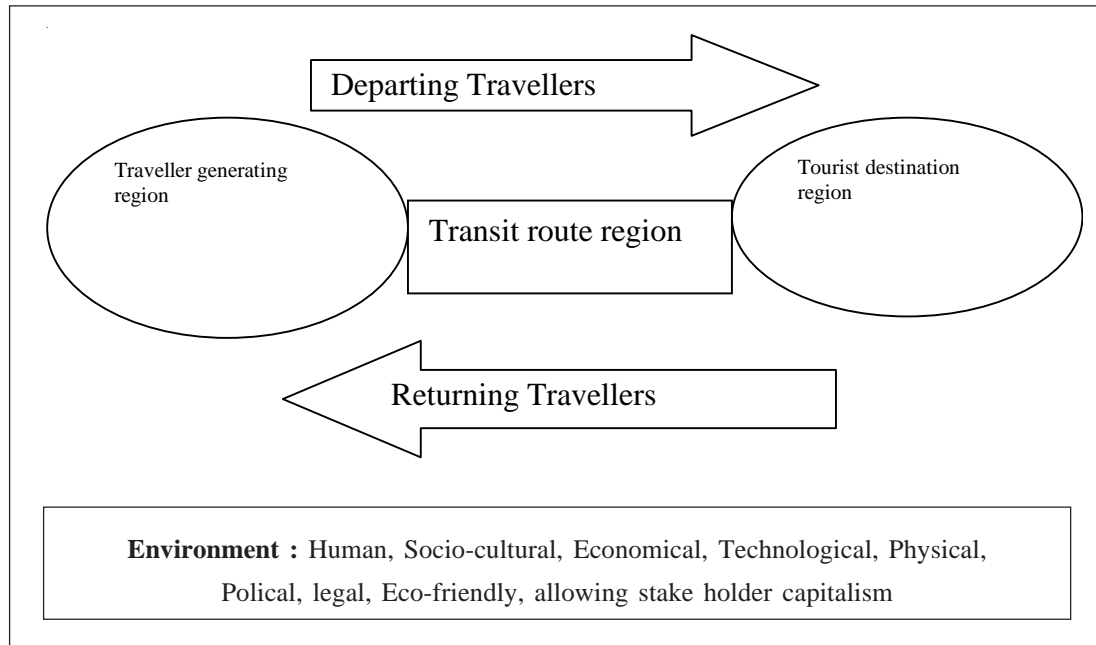 Departing Travellers
Traveller generating
region
Tourist destination
region
Transit route region
Returning Travellers
Environment : Human, Socio-cultural, Economical, Technological, Physical,
Polical, legal, Eco-friendly, allowing stake holder capitalism